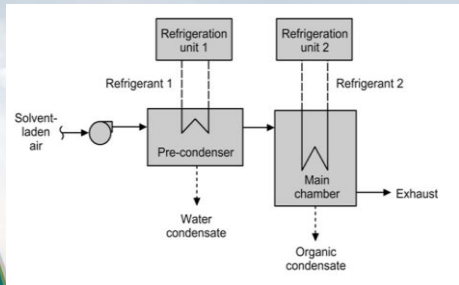 Refrigeration
unit 1
Refrigeration
unit 2
Refrigerant 1
Refrigerant 2
Solvent-
laden
air
Pre-condenser
Main
chamber
Exhaust
Water
condensate
Organic
condensate